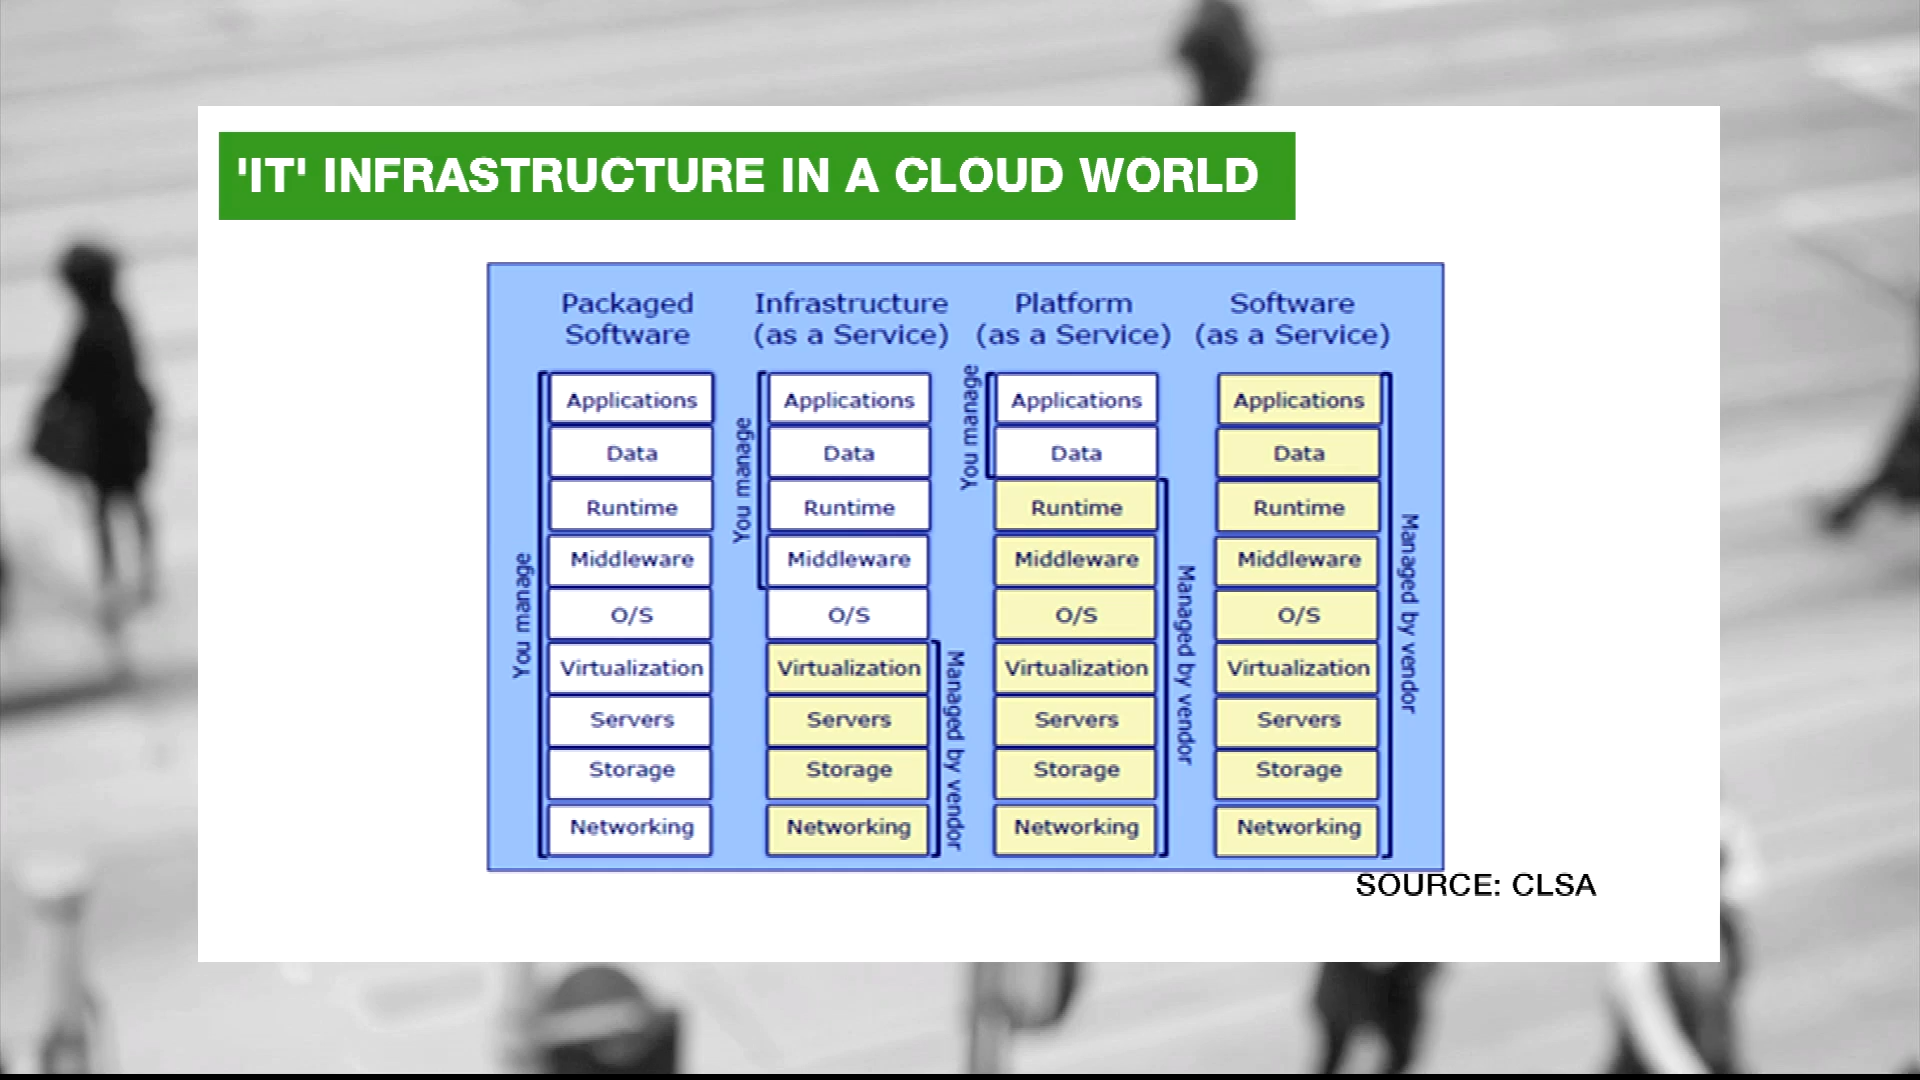 'IT' INFRASTRUCTURE IN A CLOUD WORLD
Packaged
Software
You manage
Applications
Data
Runtime
Middleware
O/S
Virtualization
Servers
Storage
Networking
Infrastructure
(as a Service)
You manage
Applications
Data
Runtime
Middleware
O/S
Virtualization
Servers
Storage
Networking
Managed by vendor
Platform
(as a Service)
You manage
Applications
Data
Runtime
Middleware
O/S
Virtualization
Servers
Storage
Networking
Managed by vendor
Software
(as a Service)
Applications
Data
Runtime
Middleware
O/S
Virtualization
Servers
Storage
Networking
Managed by vendor
SOURCE: CLSA